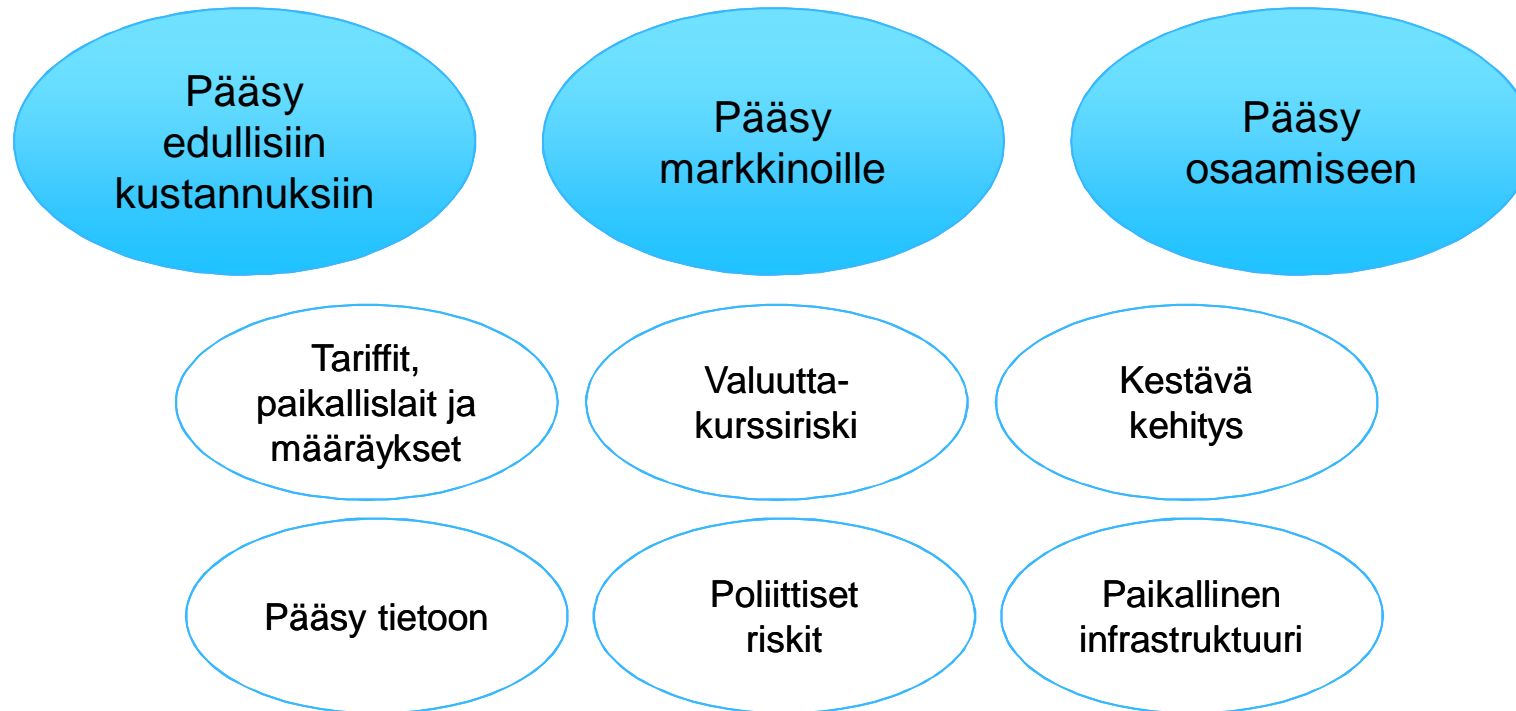 Pääsy
edullisiin
kustannuksiin
Pääsy
markkinoille
Pääsy
osaamiseen
Tariffit,
paikallislait ja
määräykset
Valuutta-
kurssiriski
Kestävä
kehitys
Pääsy tietoon
Poliittiset
riskit
Paikallinen
infrastruktuuri